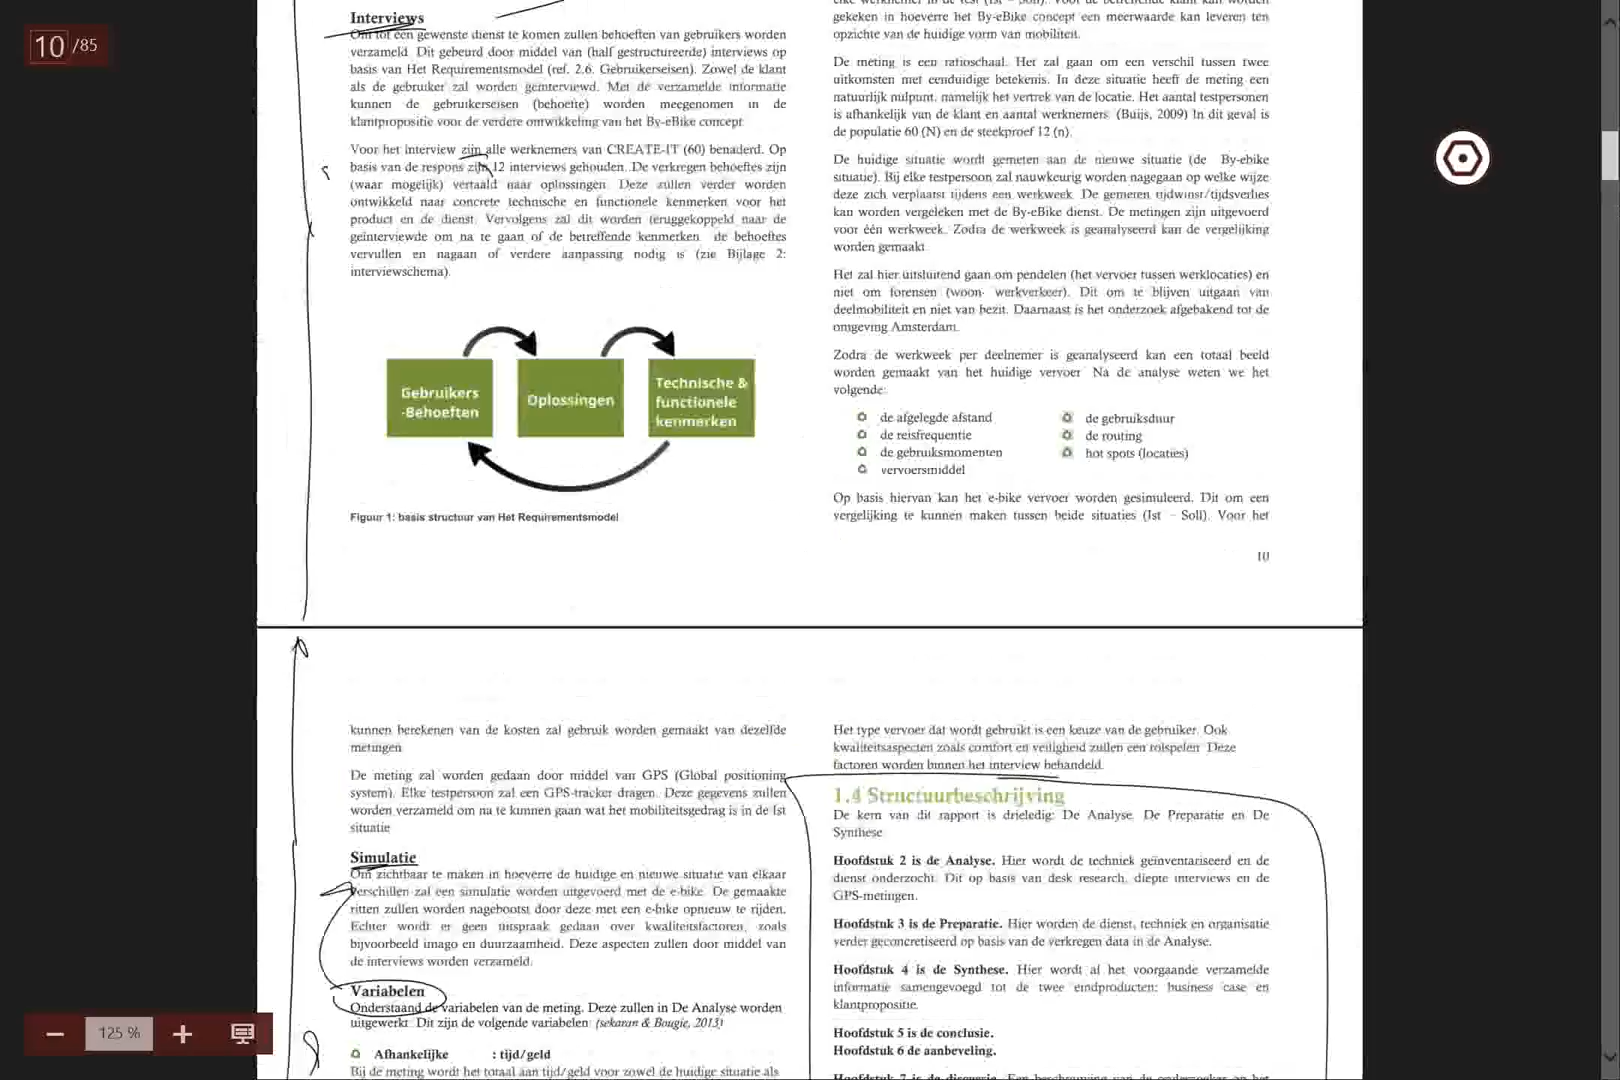 10 /85
Interviews
Om tot een gewenste dienst te komen zullen behoeften van gebruikers worden
verzameld. Dit gebeurd door middel van (half gestructureerde) interviews op
basis van Het Requirementsmodel (ref. 2.6. Gebruikerseisen). Zowel de klant
als de gebruiker zal worden geïnterviewd. Met de verzamelde informatie
kunnen de gebruikerseisen (behoefte) worden meegenomen in de
klantpropositie voor de verdere ontwikkeling van het By-eBike concept.
Voor het interview zijn alle werknemers van CREATE-IT (60) benaderd. Op
basis van de respons zijn 12 interviews gehouden. De verkregen behoeftes zijn
(waar mogelijk) vertaald naar oplossingen. Deze zullen verder worden
ontwikkeld naar concrete technische en functionele kenmerken voor het
product en de dienst. Vervolgens zal dit worden teruggekoppeld naar de
geïnterviewde om na te gaan of de betreffende kenmerken de behoeftes
vervullen en nagaan of verdere aanpassing nodig is (zie Bijlage 2:
interviewschema).
Gebruikers
-Behoeften
Oplossingen
Technische &
functionele
kenmerken
Figuur 1: basis structuur van Het Requirementsmodel
gekeken in hoeverre het By-eBike concept een meerwaarde kan leveren ten
opzichte van de huidige vorm van mobiliteit.
De meting is een ratioschaal. Het zal gaan om een verschil tussen twee
uitkomsten met eenduidige betekenis. In deze situatie heeft de meting een
natuurlijk nulpunt, namelijk het vertrek van de locatie. Het aantal testpersonen
is afhankelijk van de klant en aantal werknemers. (Buijs, 2009) In dit geval is
de populatie 60 (N) en de steekproef 12 (n).
De huidige situatie wordt gemeten aan de nieuwe situatie (de By-ebike
situatie). Bij elke testpersoon zal nauwkeurig worden nagegaan op welke wijze
deze zich verplaatst tijdens een werkweek. De gemeten tijdwinst/tijdsverlies
kan worden vergeleken met de By-eBike dienst. De metingen zijn uitgevoerd
voor één werkweek. Zodra de werkweek is geanalyseerd kan de vergelijking
worden gemaakt.
Het zal hier uitsluitend gaan om pendelen (het vervoer tussen werklocaties) en
niet om forensen (woon- werkverkeer). Dit om te blijven uitgaan van
deelmobiliteit en niet van bezit. Daarnaast is het onderzoek afgebakend tot de
omgeving Amsterdam.
Zodra de werkweek per deelnemer is geanalyseerd kan een totaal beeld
worden gemaakt van het huidige vervoer. Na de analyse weten we het
volgende:
de afgelegde afstand
de reisfrequentie
de gebruiksmomenten
vervoersmiddel
de gebruiksduur
de routing
hot spots (locaties)
Op basis hiervan kan het e-bike vervoer worden gesimuleerd. Dit om een
vergelijking te kunnen maken tussen beide situaties (Ist – Soll). Voor het
10
kunnen berekenen van de kosten zal gebruik worden gemaakt van dezelfde
metingen.
De meting zal worden gedaan door middel van GPS (Global positioning
system). Elke testpersoon zal een GPS-tracker dragen. Deze gegevens zullen
worden verzameld om na te kunnen gaan wat het mobiliteitsgedrag is in de Ist
situatie.
Simulatie
Om zichtbaar te maken in hoeverre de huidige en nieuwe situatie van elkaar
verschillen zal een simulatie worden uitgevoerd met de e-bike. De gemaakte
ritten zullen worden nagebootst door deze met een e-bike opnieuw te rijden.
Echter wordt er geen uitspraak gedaan over kwaliteitsfactoren, zoals
bijvoorbeeld imago en duurzaamheid. Deze aspecten zullen door middel van
de interviews worden verzameld.
Variabelen
Onderstaand de variabelen van de meting. Deze zullen in De Analyse worden
uitgewerkt. Dit zijn de volgende variabelen: (sekaran & Bougie, 2013)
Afhankelijke : tijd/geld
Bij de meting wordt het totaal aan tijd/geld voor zowel de huidige situatie als
Het type vervoer dat wordt gebruikt is een keuze van de gebruiker. Ook
kwaliteitsaspecten zoals comfort en veiligheid zullen een rolspelen. Deze
factoren worden binnen het interview behandeld.
1.4 Structuurbeschrijving
De kern van dit rapport is drieledig: De Analyse, De Preparatie en De
Synthese
Hoofdstuk 2 is de Analyse. Hier wordt de techniek geïnventariseerd en de
dienst onderzocht. Dit op basis van desk research, diepte interviews en de
GPS-metingen.
Hoofdstuk 3 is de Preparatie. Hier worden de dienst, techniek en organisatie
verder geconcretiseerd op basis van de verkregen data in de Analyse.
Hoofdstuk 4 is de Synthese. Hier wordt al het voorgaande verzamelde
informatie samengevoegd tot de twee eindproducten: business case en
klantpropositie.
Hoofdstuk 5 is de conclusie.
Hoofdstuk 6 de aanbeveling.
125 %